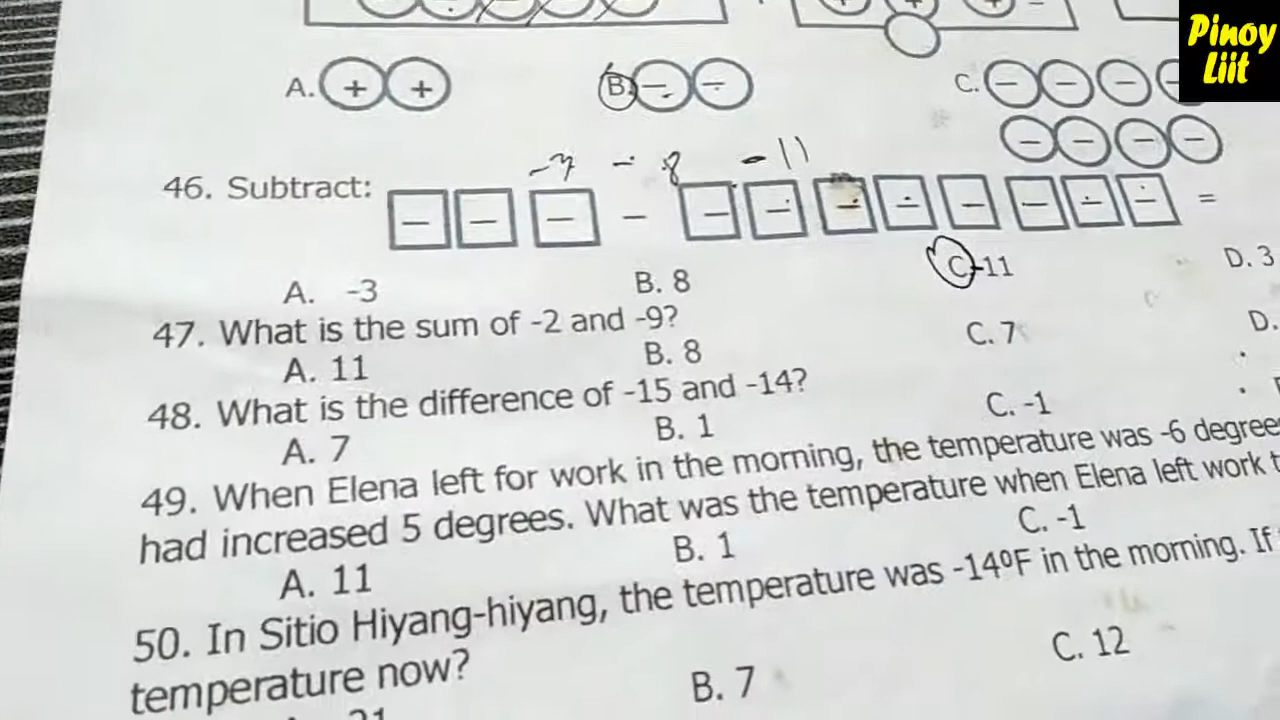 Pinoy
Liit
A. + +
B. − −
C. − − − −
− − − −
-3 - 8 -11
46. Subtract: − − − − − − − − − − − − =
A. -3 B. 8 C. -11 D. 3
47. What is the sum of -2 and -9?
A. 11 B. 8 C. 7 D.
48. What is the difference of -15 and -14?
A. 7 B. 1 C. -1
49. When Elena left for work in the morning, the temperature was -6
had increased 5 degrees. What was the temperature when Elena left work
A. 11 B. 1 C. -1
50. In Sitio Hiyang-hiyang, the temperature was -14ºF in the morning. If
temperature now?
B. 7 C. 12